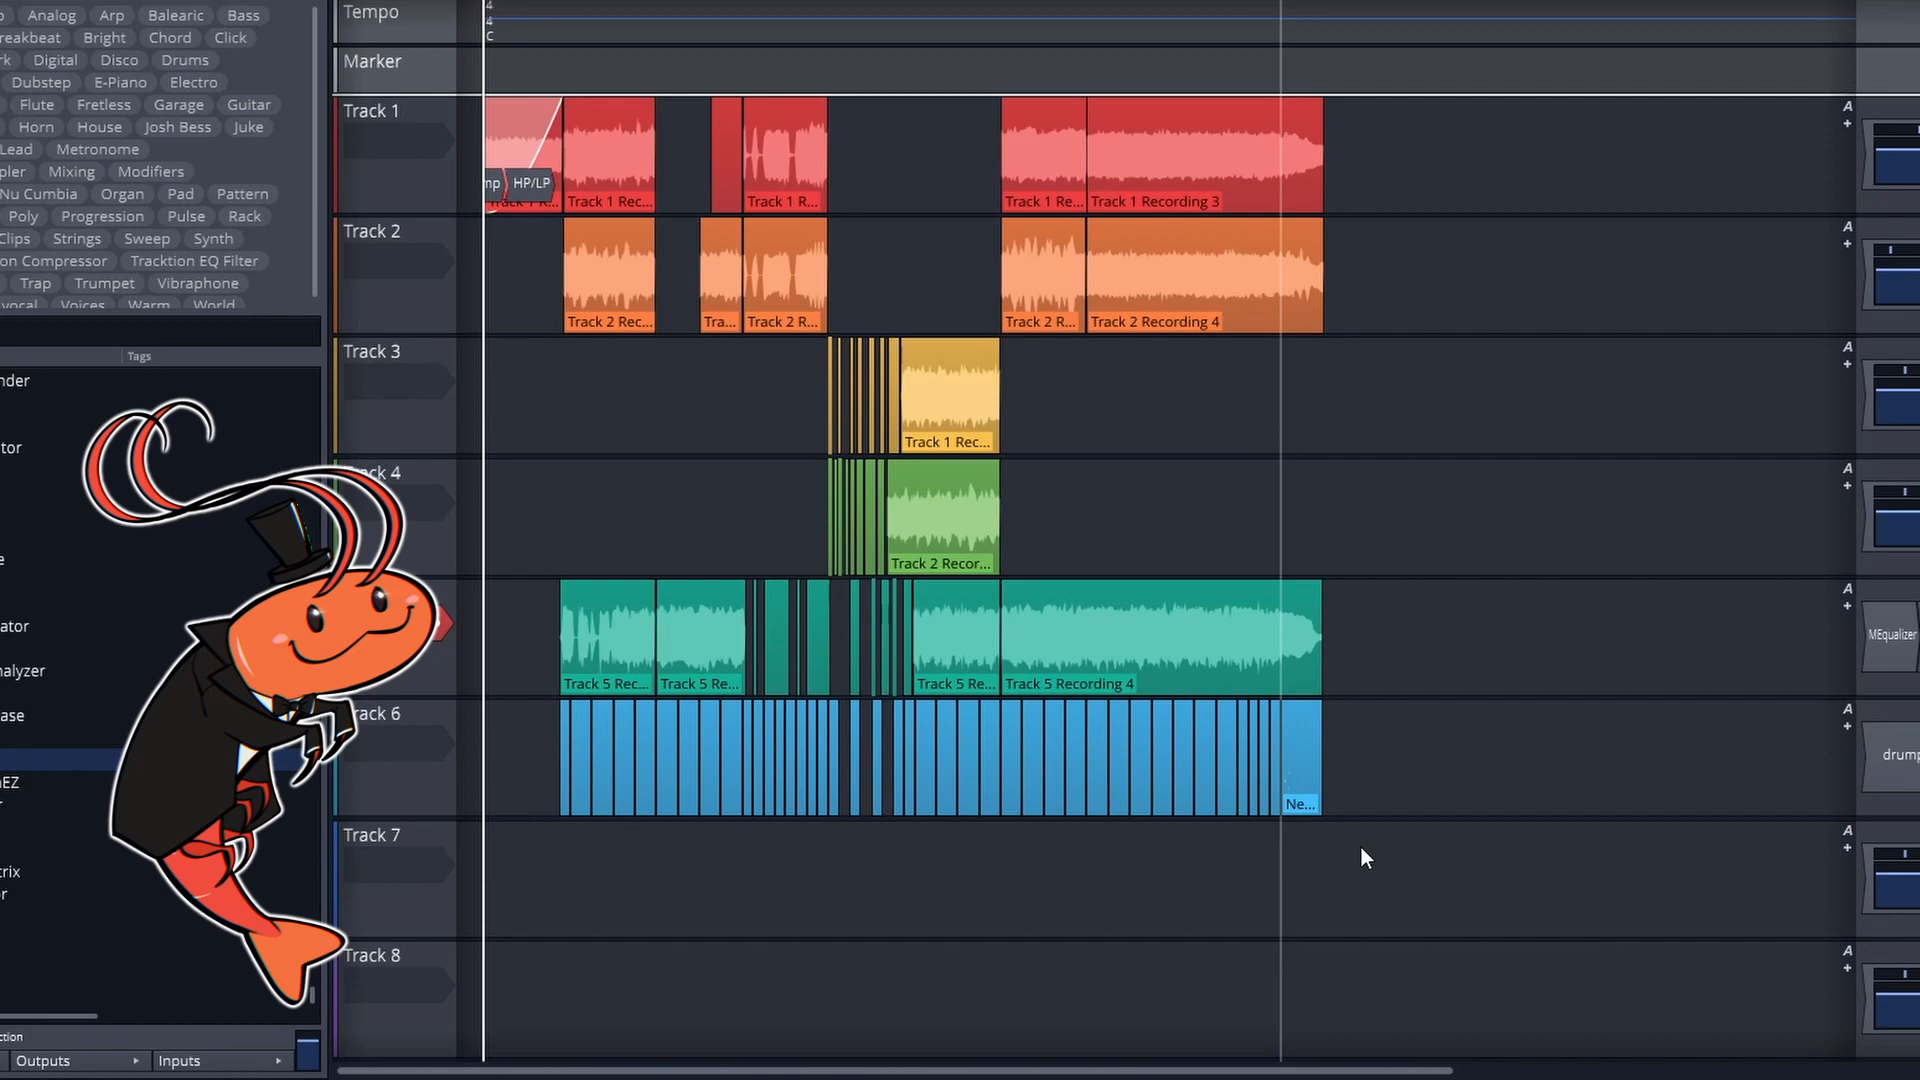 Analog Arp Balearic Bass
reakbeat Bright Chord Click
rk Digital Disco Drums
Dubstep E-Piano Electro
Flute Fretless Garage Guitar
Horn House Josh Bess Juke
Lead Metronome
pler Mixing Modifiers
Nu Cumbia Organ Pad Pattern
Poly Progression Pulse Rack
Clips Strings Sweep Synth
on Compressor Tracktion EQ Filter
Trap Trumpet Vibraphone
vocal Voices Warm World
Tags
nder
tor
e
ator
nalyzer
ase
EZ
r
trix
or
ction
Outputs Inputs
Tempo
4
4
C
Marker
Track 1
A
+
mp HP/LP
Track 1 R...
Track 1 Rec...
Track 1 R...
Track 1 Re...
Track 1 Recording 3
Track 2
A
+
Track 2 Rec...
Tra...
Track 2 R...
Track 2 R...
Track 2 Recording 4
Track 3
A
+
Track 1 Rec...
ck 4
A
+
Track 2 Recor...
A
+
MEqualizer
Track 5 Rec...
Track 5 Re...
Track 5 Re...
Track 5 Recording 4
rack 6
A
+
drump
Ne...
Track 7
A
+
Track 8
A
+